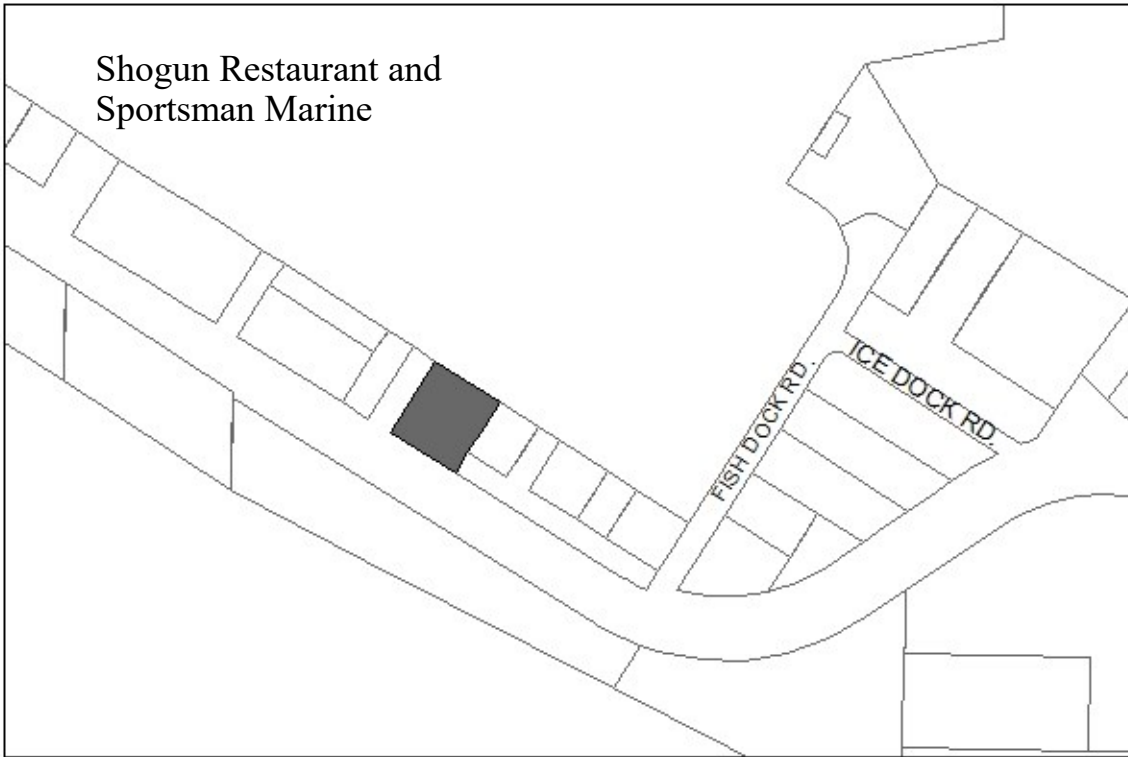 Shogun Restaurant and
Sportsman Marine
ICE DOCK RD.
FISH DOCK RD.